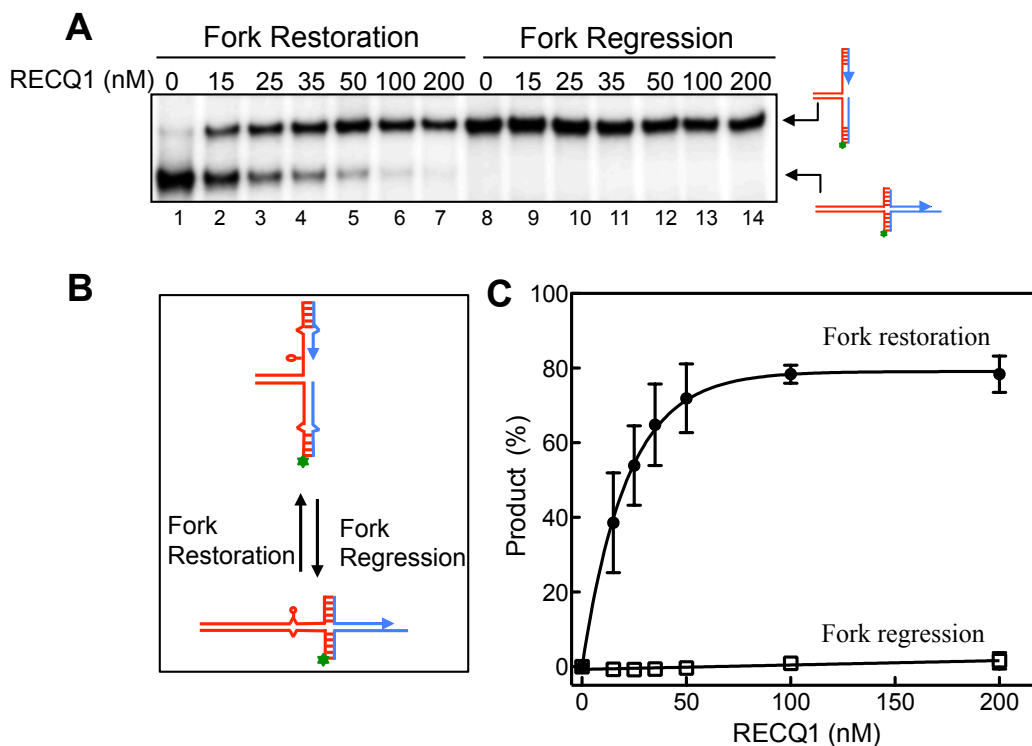 A
Fork Restoration Fork Regression
RECQ1 (nM) 0 15 25 35 50 100 200 0 15 25 35 50 100 200
1 2 3 4 5 6 7 8 9 10 11 12 13 14
B
Fork
Restoration
Fork
Regression
C
100
80
60
40
20
0
Product (%)
Fork restoration
Fork regression
0 50 100 150 200
RECQ1 (nM)